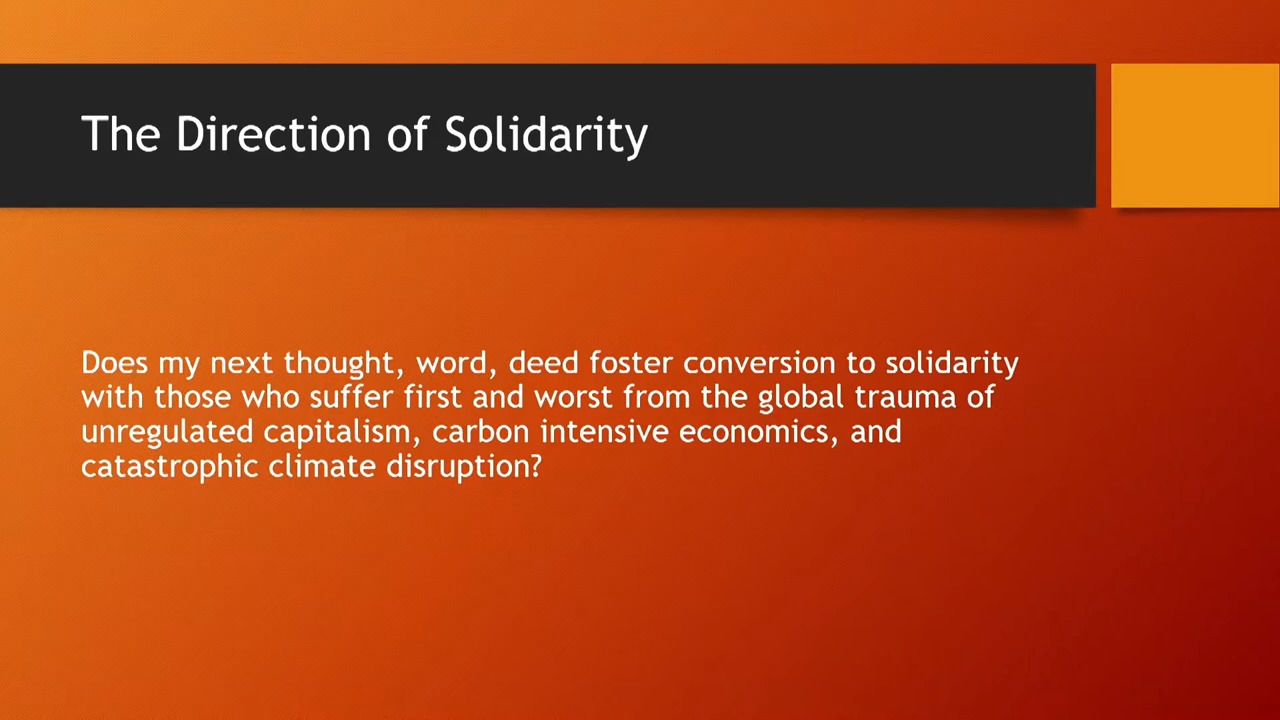 The Direction of Solidarity
Does my next thought, word, deed foster conversion to solidarity
with those who suffer first and worst from the global trauma of
unregulated capitalism, carbon intensive economics, and
catastrophic climate disruption?